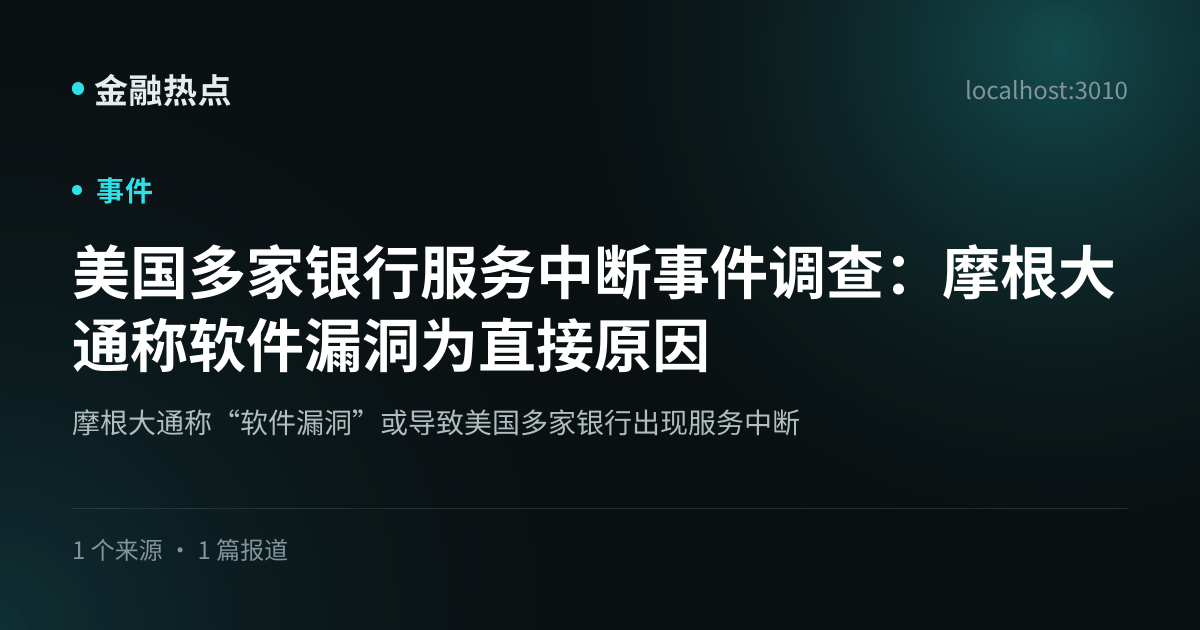 金融热点
localhost:3010
事件
美国多家银行服务中断事件调查：摩根大
通称软件漏洞为直接原因
摩根大通称“软件漏洞”或导致美国多家银行出现服务中断
1 个来源 · 1 篇报道